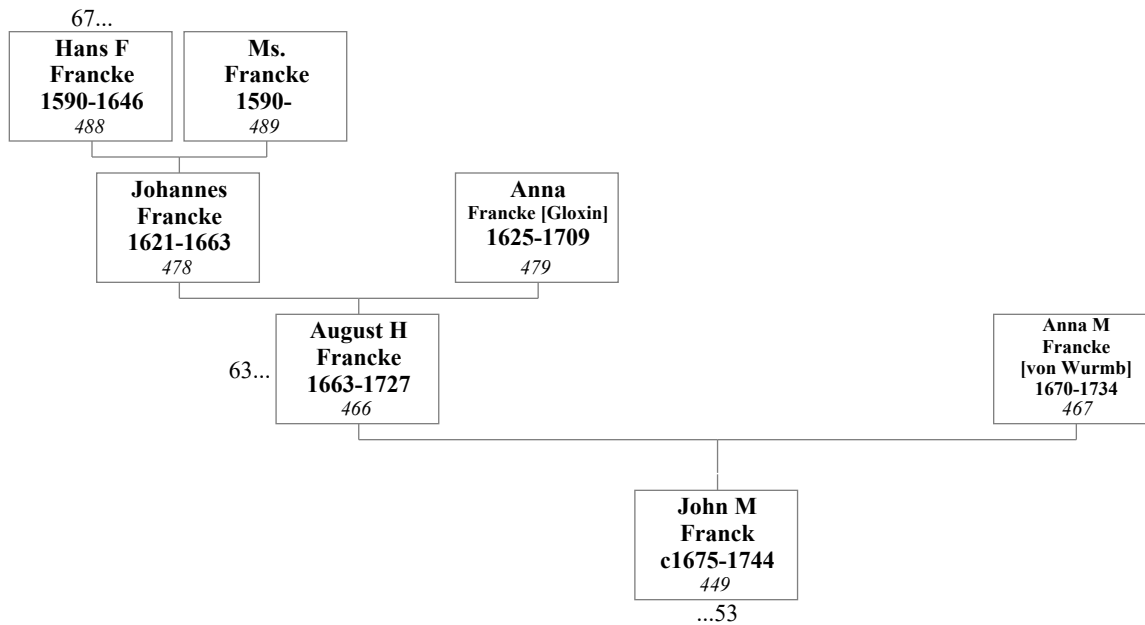 67...
Hans F
Francke
1590-1646
488
Ms.
Francke
1590-
489
Johannes
Francke
1621-1663
478
Anna
Francke [Gloxin]
1625-1709
479
63...
August H
Francke
1663-1727
466
Anna M
Francke
[von Wurmb]
1670-1734
467
John M
Franck
c1675-1744
449
...53